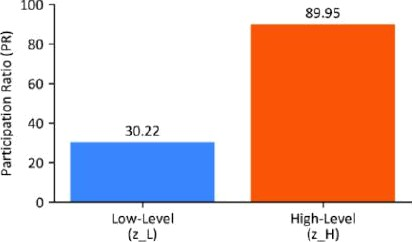 Participation Ratio (PR)
100
80
60
40
20
0
30.22
89.95
Low-Level
(z_L)
High-Level
(z_H)